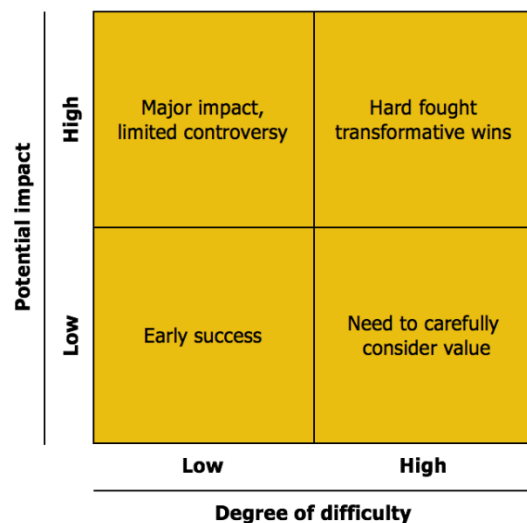 Potential impact
High
Major impact,
limited controversy
Hard fought
transformative wins
Low
Early success
Need to carefully
consider value
Low
High
Degree of difficulty